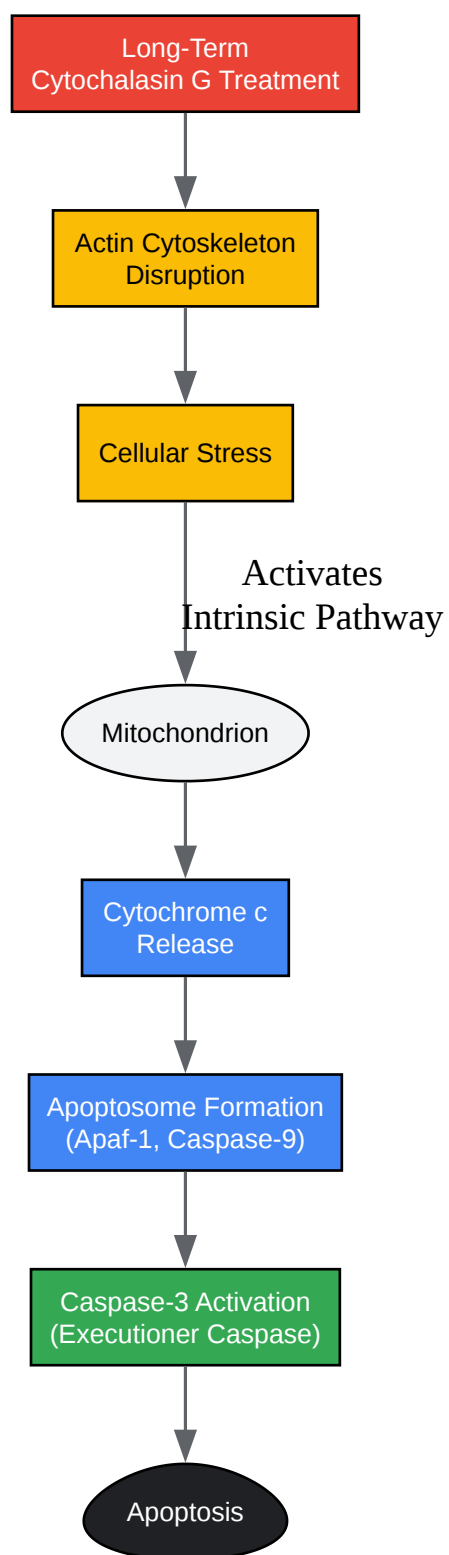 Long-Term
Cytochalasin G Treatment
Actin Cytoskeleton
Disruption
Cellular Stress
Activates
Intrinsic Pathway
Mitochondrion
Cytochrome c
Release
Apoptosome Formation
(Apaf-1, Caspase-9)
Caspase-3 Activation
(Executioner Caspase)
Apoptosis